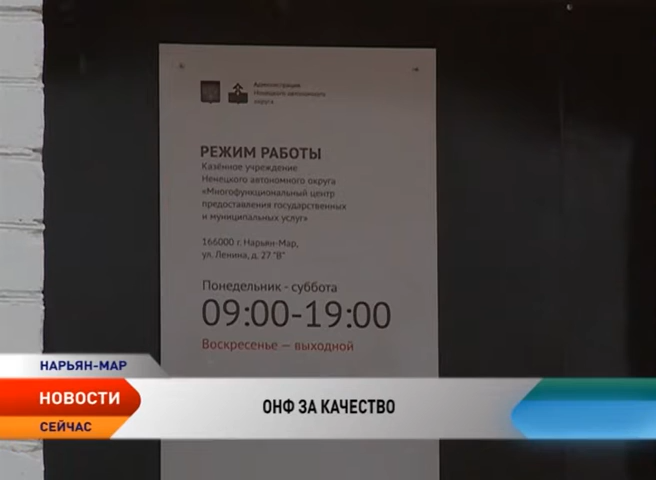 Администрация
Ненецкого автономного
округа
РЕЖИМ РАБОТЫ
Казённое учреждение
Ненецкого автономного округа
«Многофункциональный центр
предоставления государственных
и муниципальных услуг»
166000 г. Нарьян-Мар,
ул. Ленина, д. 27 "В"
Понедельник - суббота
09:00-19:00
Воскресенье — выходной
НАРЬЯН-МАР
НОВОСТИ
СЕЙЧАС
ОНФ ЗА КАЧЕСТВО